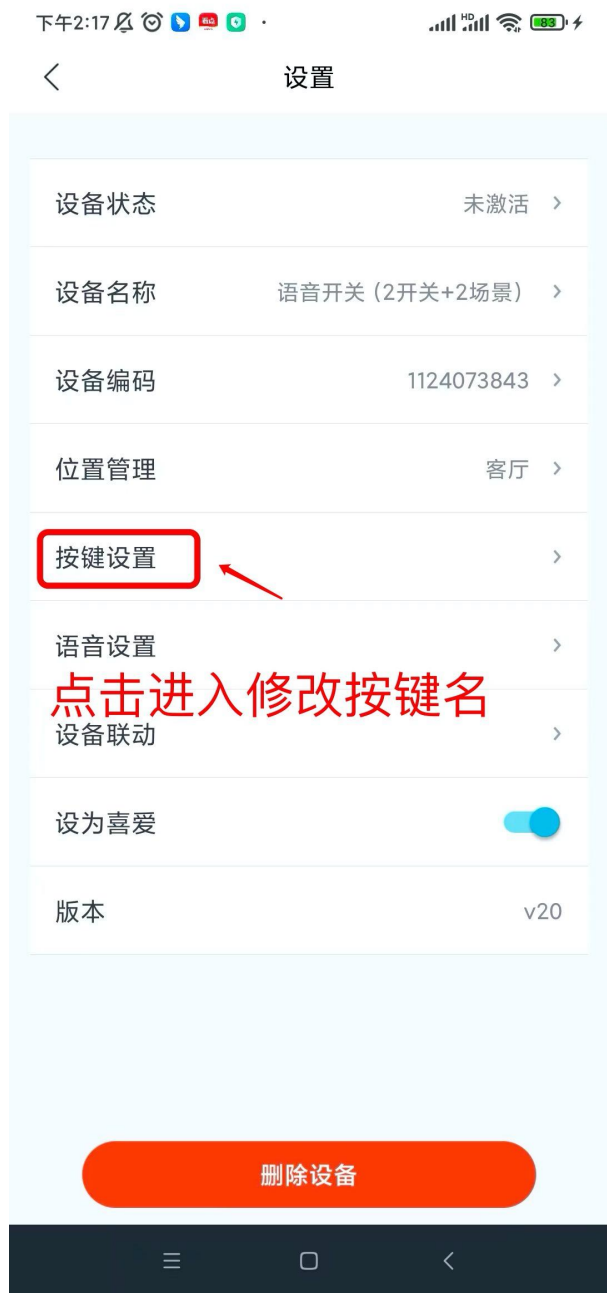 下午2:17
HD
83
设置
设备状态 未激活
设备名称 语音开关（2开关+2场景）
设备编码 1124073843
位置管理 客厅
按键设置
语音设置
点击进入修改按键名
设备联动
设为喜爱
版本 v20
删除设备